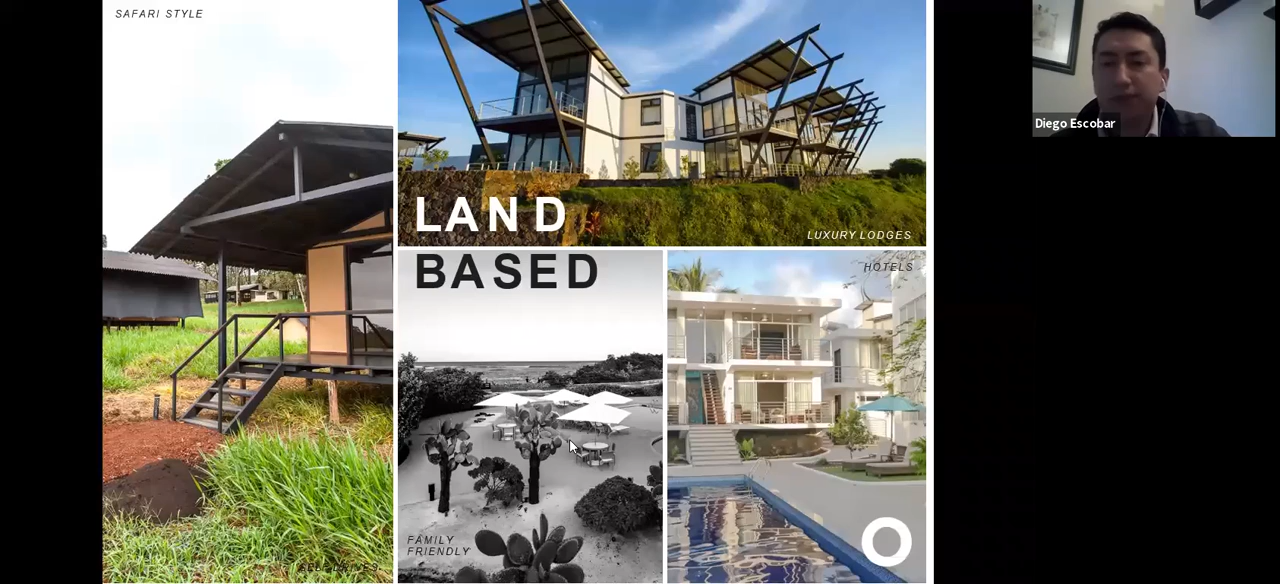 SAFARI STYLE
LAND
BASED
LUXURY LODGES
HOTELS
FAMILY
FRIENDLY
O
Diego Escobar